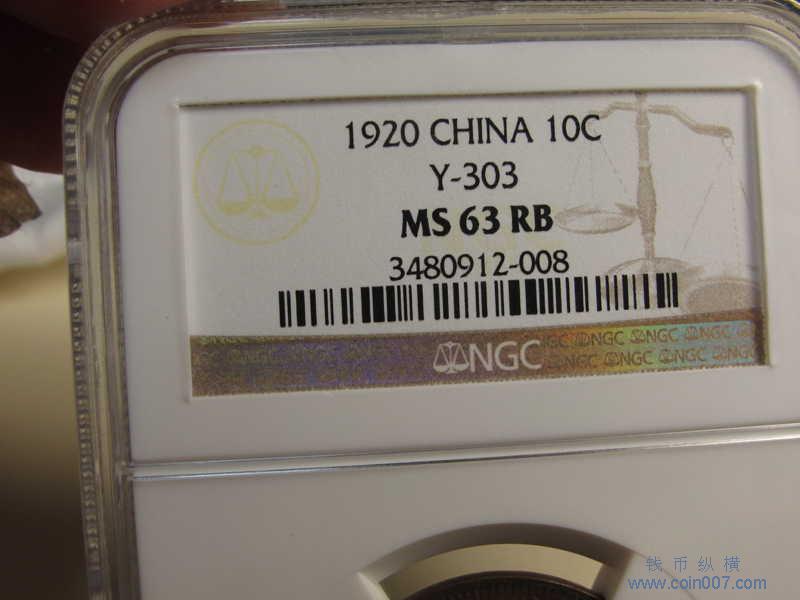 1920 CHINA 10C
Y-303
MS 63 RB
3480912-008
NGC
NGC NGC NGC NGC
NGC NGC NGC NGC
钱币纵横
www.coin007.com